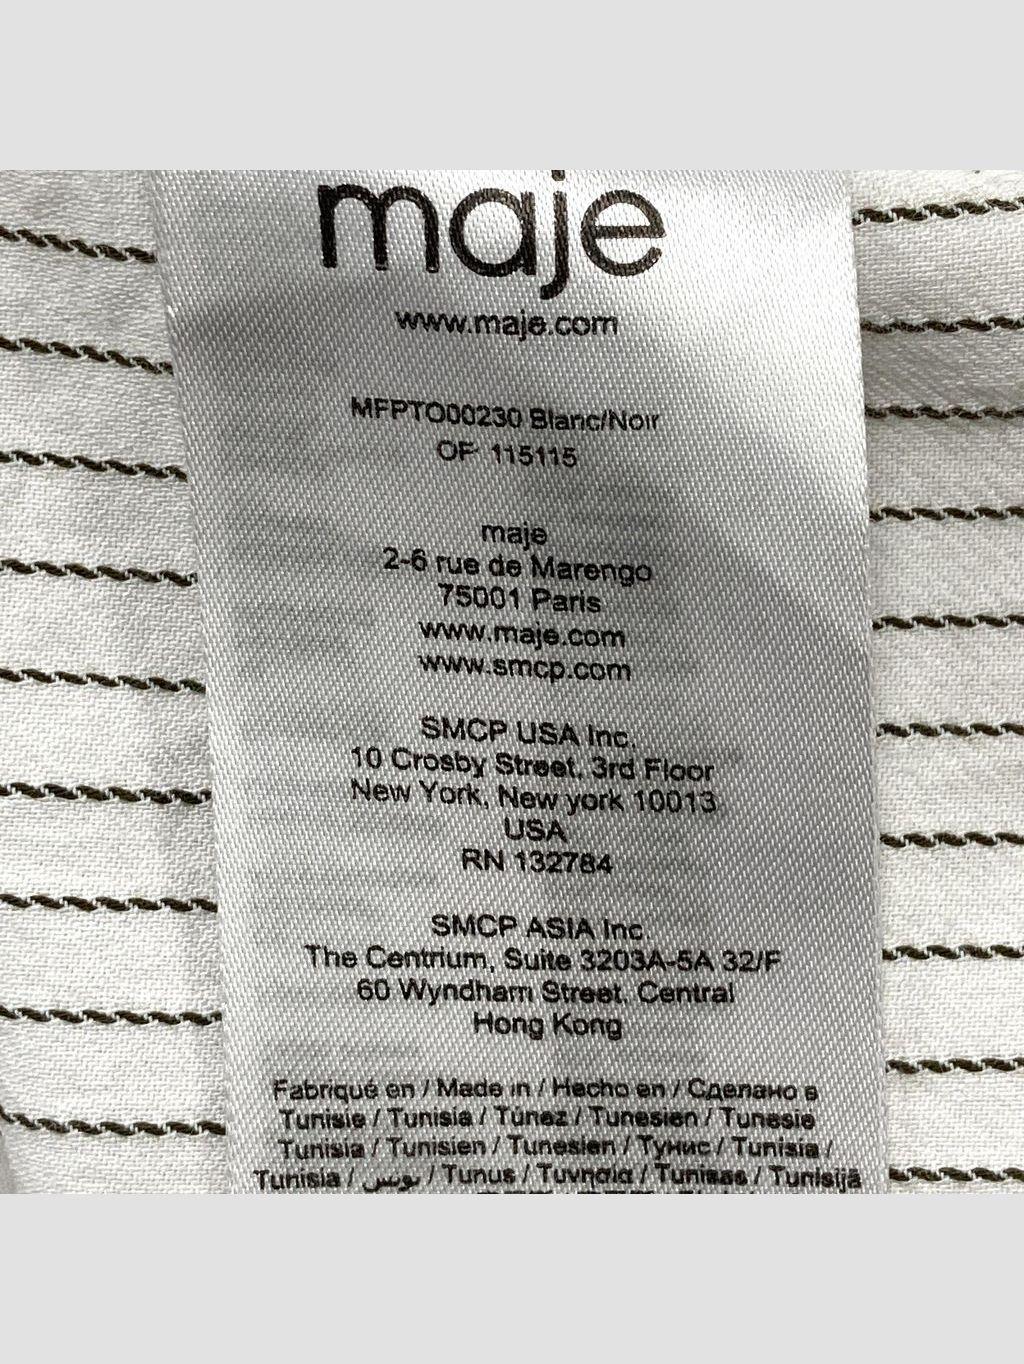 maje
www.maje.com
MFPTO00230 Blanc/Noir
OF 115115
maje
2-6 rue de Marengo
75001 Paris
www.maje.com
www.smcp.com
SMCP USA Inc.
10 Crosby Street, 3rd Floor
New York, New york 10013
USA
RN 132784
SMCP ASIA Inc
The Centrium, Suite 3203A-5A 32/F
60 Wyndham Street, Central
Hong Kong
Fabriqué en / Made in / Hecho en / Сделано в
Tunisie / Tunisia / Túnez / Tunesien / Tunesie
Tunisia / Tunisien / Tunesien / Тунис / Tunisia /
Tunisia / تونس / Tunus / Τυνησία / Tunisas / Tunisijā